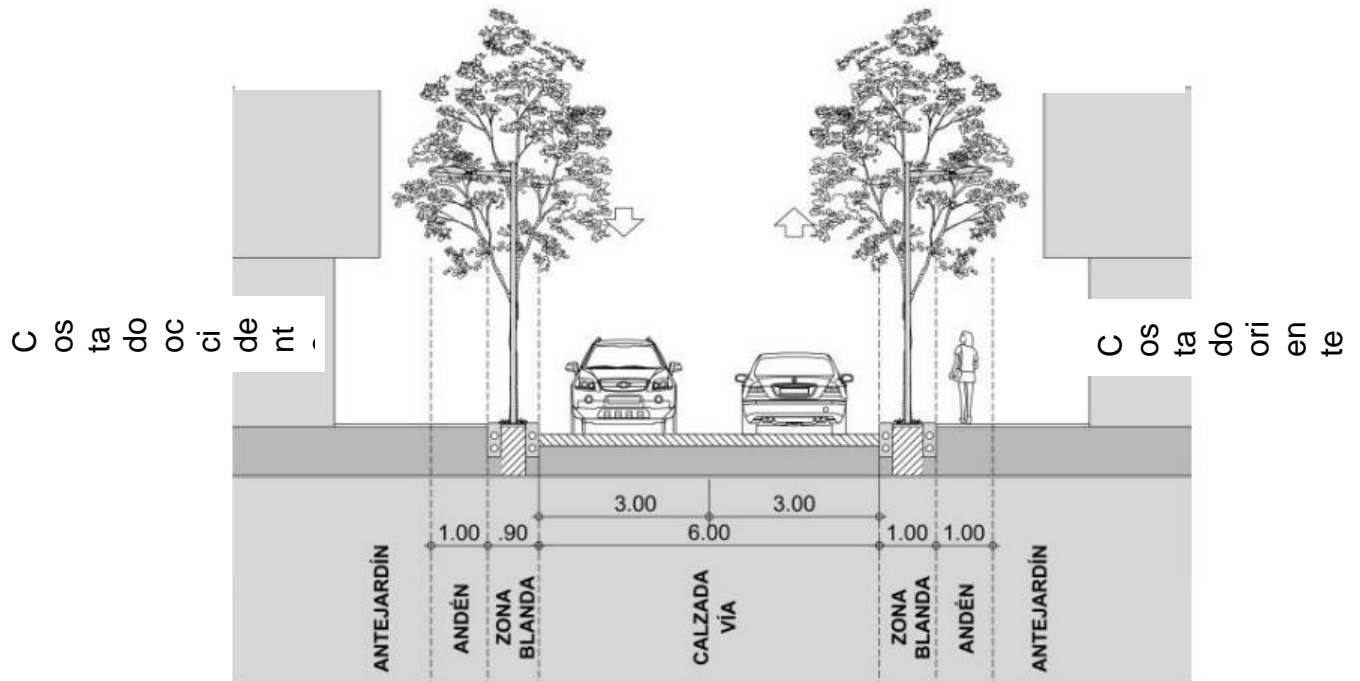 C
os
ta
do
oc
ci
de
nt
C
os
ta
do
ori
en
te
3.00 3.00
1.00 .90 6.00 1.00 1.00
ANTEJARDÍN
ANDÉN
ZONA
BLANDA
CALZADA
VÍA
ZONA
BLANDA
ANDÉN
ANTEJARDÍN